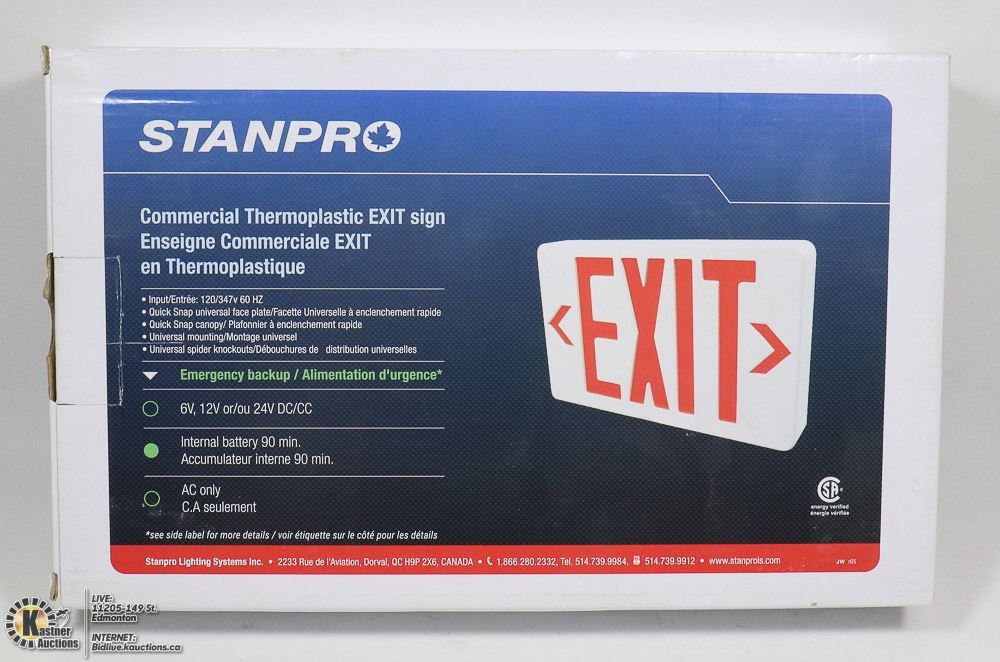 STANPRO
Commercial Thermoplastic EXIT sign
Enseigne Commerciale EXIT
en Thermoplastique
• Input/Entrée: 120/347v 60 HZ
• Quick Snap universal face plate/Facette Universelle à enclenchement rapide
• Quick Snap canopy/ Plafonnier à enclenchement rapide
• Universal mounting/Montage universel
• Universal spider knockouts/Débouchures de distribution universelles
Emergency backup / Alimentation d'urgence*
6V, 12V or/ou 24V DC/CC
Internal battery 90 min.
Accumulateur interne 90 min.
AC only
C.A seulement
*see side label for more details / voir étiquette sur le côté pour les détails
EXIT
energy verified
énergie vérifiée
Stanpro Lighting Systems Inc. • 2233 Rue de l'Aviation, Dorval, QC H9P 2X6, CANADA • 1.866.280.2332, Tel. 514.739.9984, 514.739.9912 • www.stanprols.com
JW r05
Kastner
Auctions
LIVE:
11205-149 St.
Edmonton
INTERNET:
Bidlive.kauctions.ca